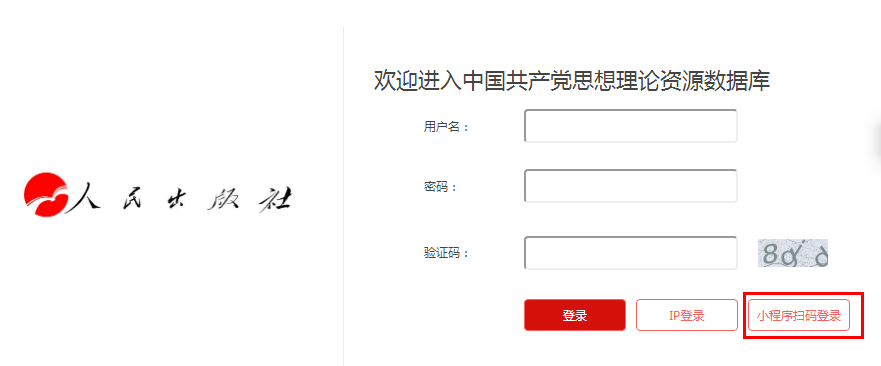 欢迎进入中国共产党思想理论资源数据库
用户名：
人民出版社
密码：
验证码：
登录
IP登录
小程序扫码登录